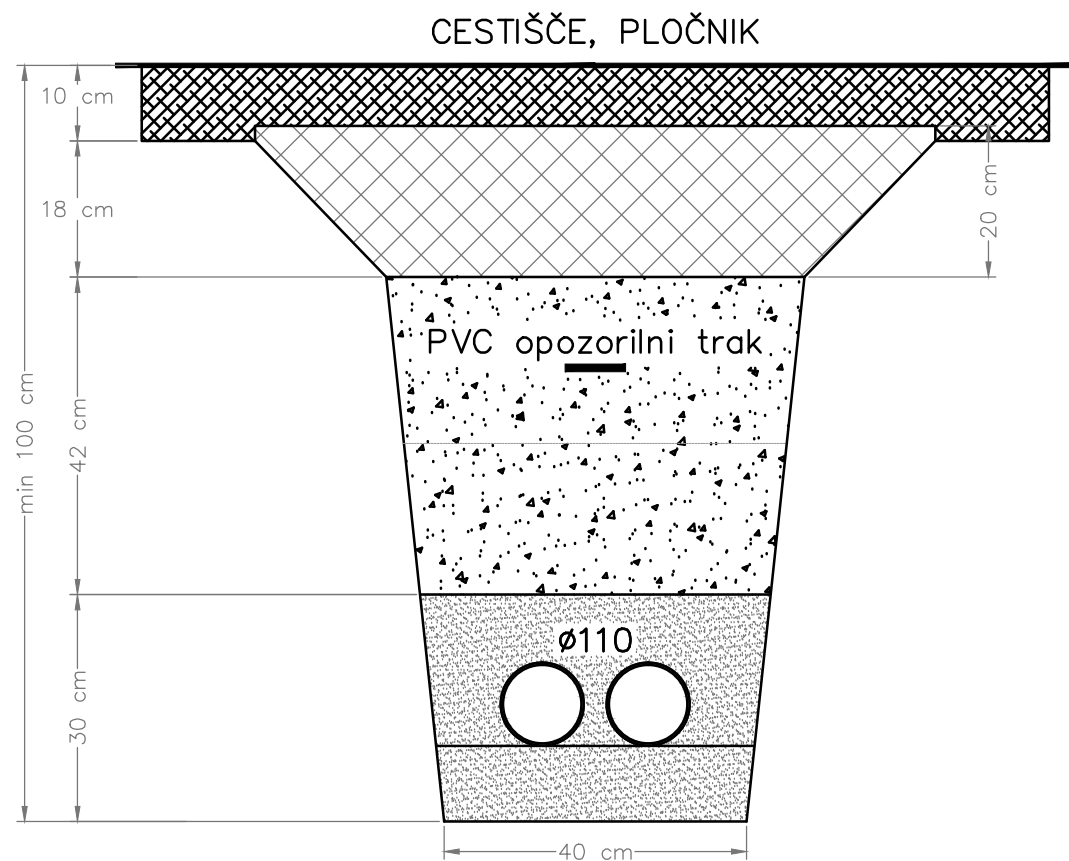 CESTIŠČE, PLOČNIK
10 cm
18 cm
20 cm
PVC opozorilni trak
min 100 cm
42 cm
ø110
30 cm
40 cm